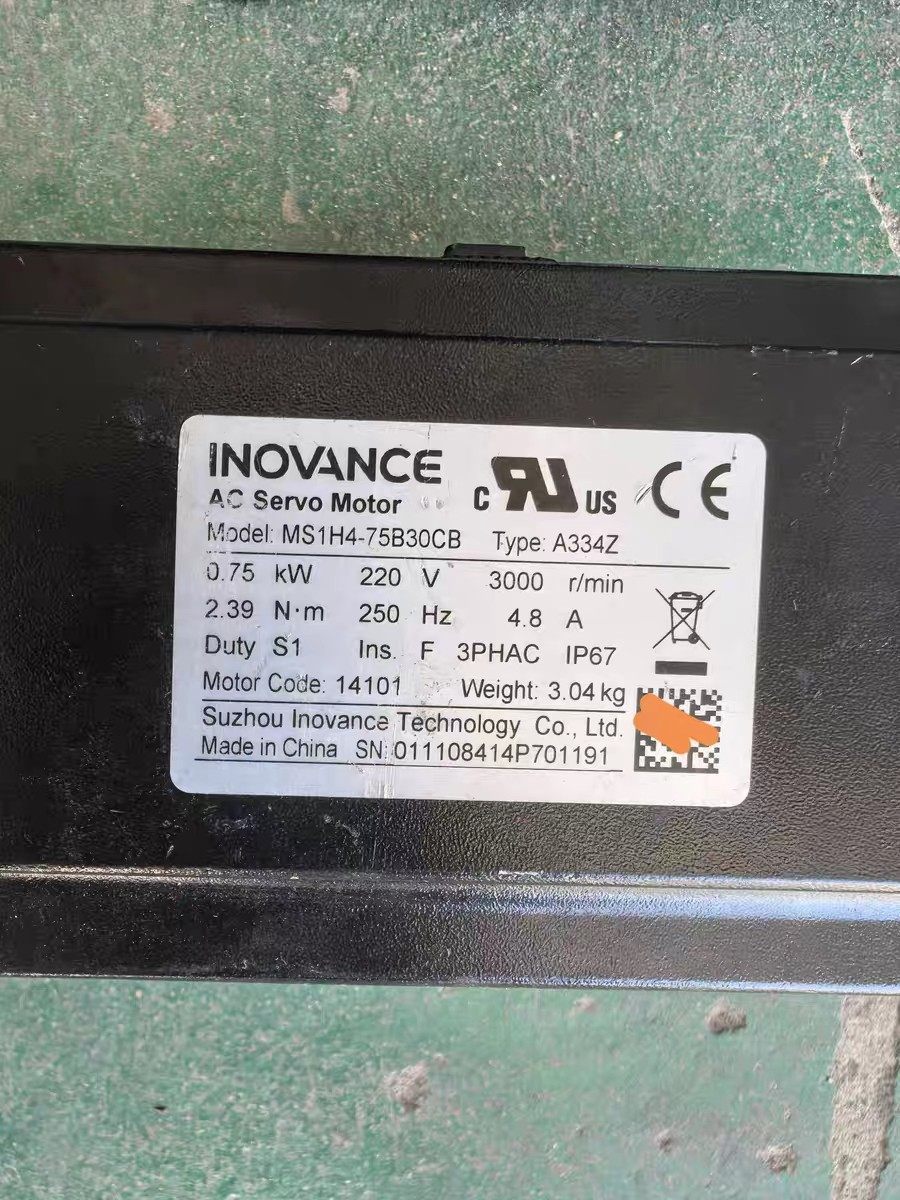 INOVANCE
AC Servo Motor
C RU US CE
Model: MS1H4-75B30CB Type: A334Z
0.75 kW 220 V 3000 r/min
2.39 N·m 250 Hz 4.8 A
Duty S1 Ins. F 3PHAC IP67
Motor Code: 14101 Weight: 3.04 kg
Suzhou Inovance Technology Co., Ltd.
Made in China SN: 011108414P701191